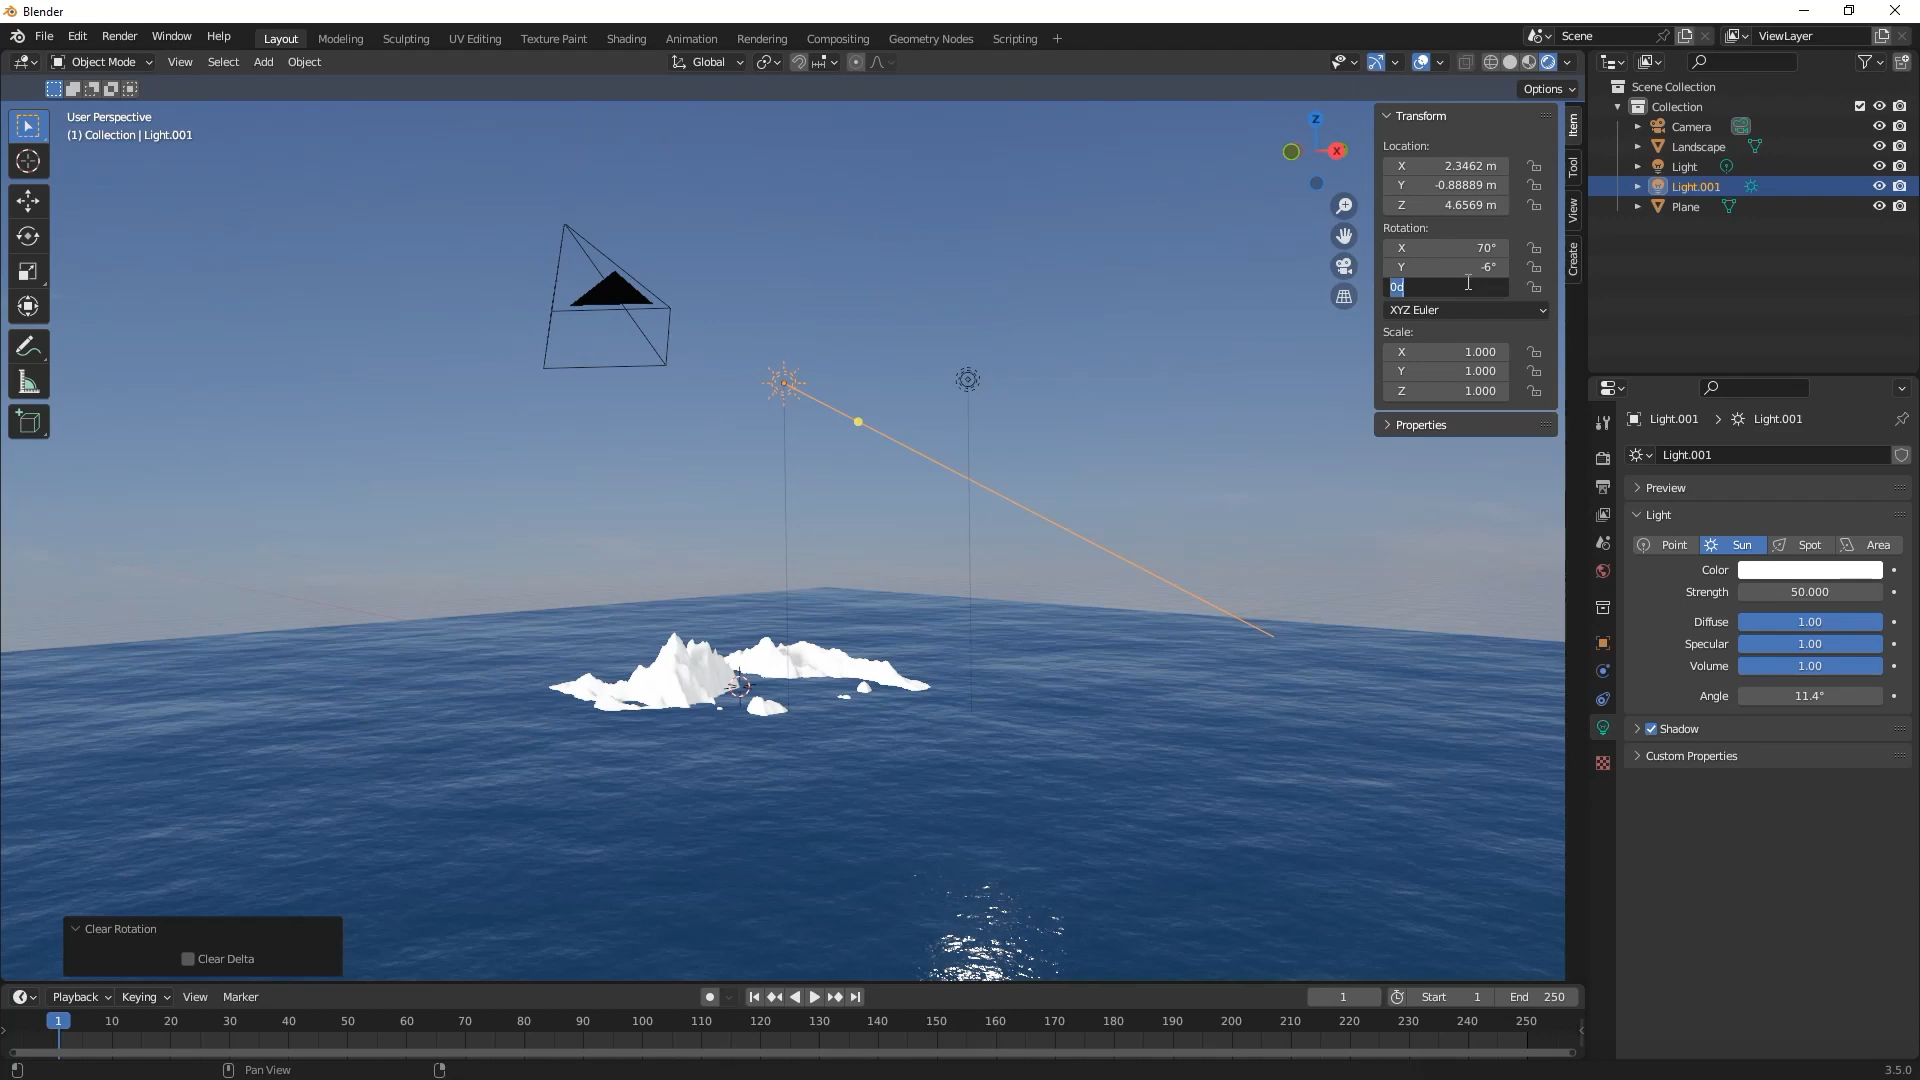 Blender
File Edit Render Window Help
Layout Modeling Sculpting UV Editing Texture Paint Shading Animation Rendering Compositing Geometry Nodes Scripting +
Scene
ViewLayer
Object Mode View Select Add Object
Global
Options
User Perspective
(1) Collection | Light.001
Z
X
Transform
Location:
X 2.3462 m
Y -0.88889 m
Z 4.6569 m
Rotation:
X 70°
Y -6°
0d
XYZ Euler
Scale:
X 1.000
Y 1.000
Z 1.000
Properties
Item
Tool
View
Create
Scene Collection
Collection
Camera
Landscape
Light
Light.001
Plane
Light.001 > Light.001
Light.001
Preview
Light
Point Sun Spot Area
Color
Strength 50.000
Diffuse 1.00
Specular 1.00
Volume 1.00
Angle 11.4°
Shadow
Custom Properties
Clear Rotation
Clear Delta
Playback Keying View Marker
1 Start 1 End 250
1 10 20 30 40 50 60 70 80 90 100 110 120 130 140 150 160 170 180 190 200 210 220 230 240 250
Pan View
3.5.0